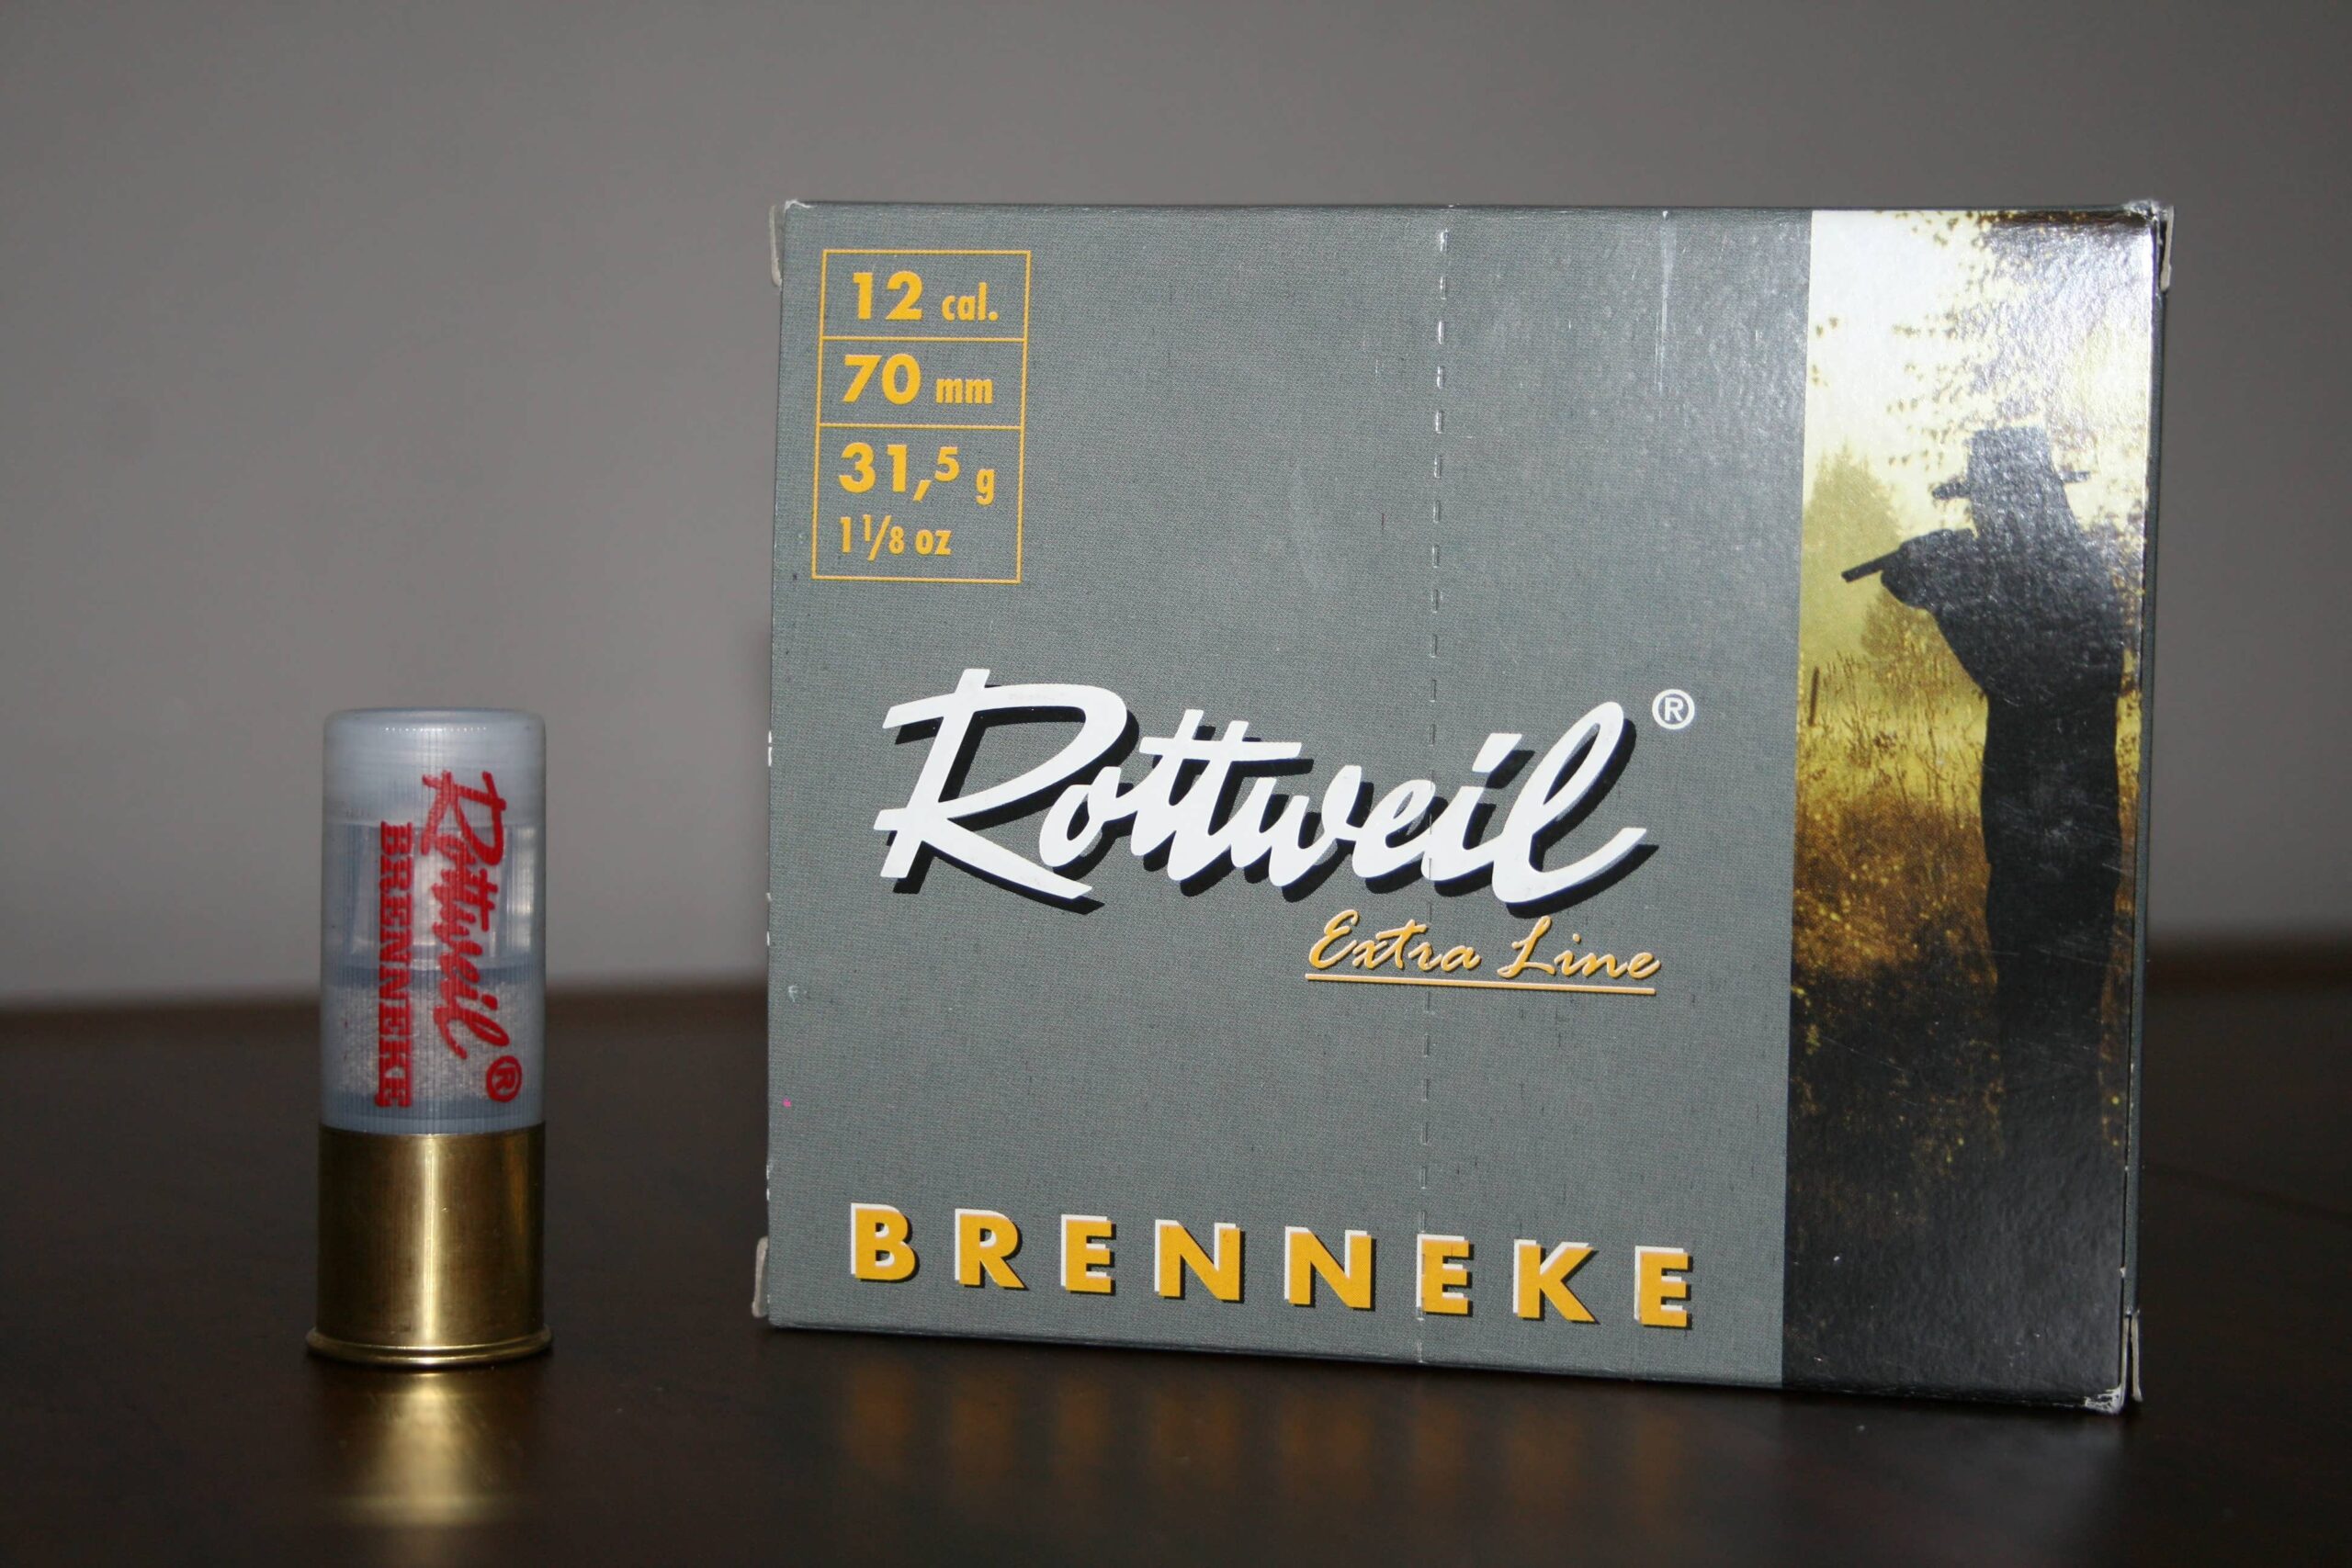 12 cal.
70 mm
31,5 g
1 1/8 oz
Rottweil ®
Extra Line
BRENNEKE
Rottweil ®
BRENNEKE